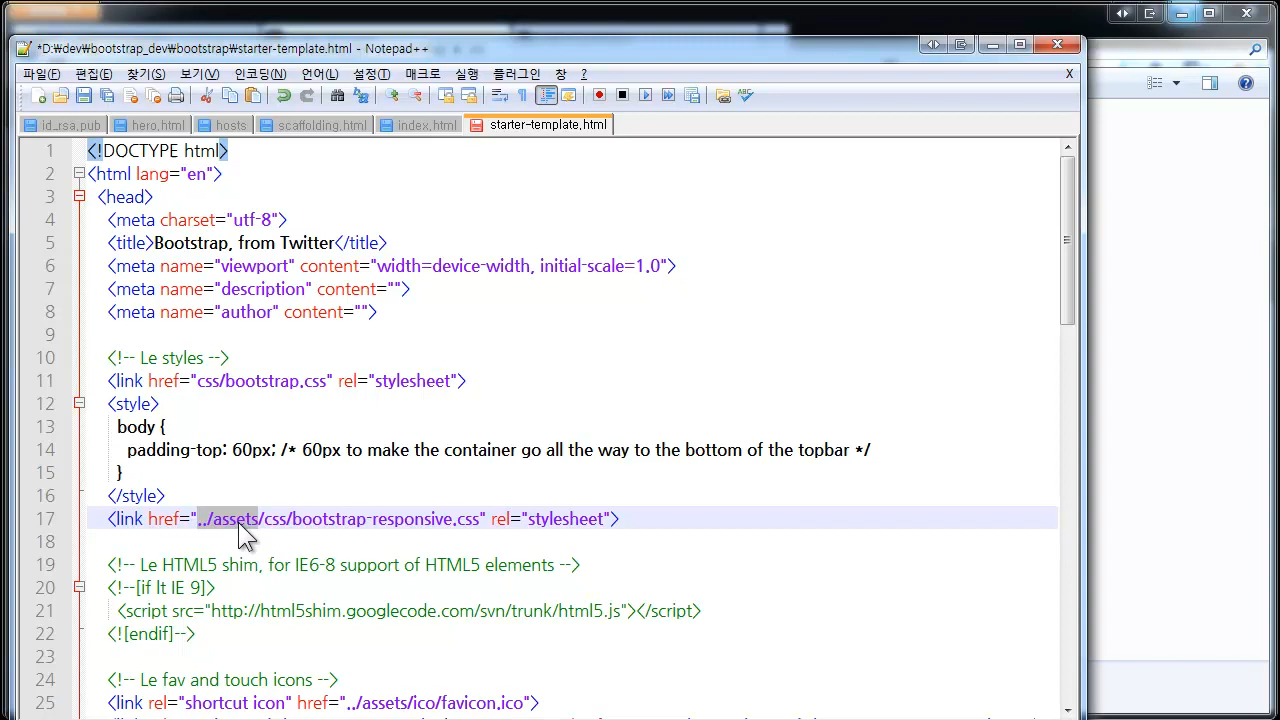 *D:\dev\bootstrap_dev\bootstrap\starter-template.html - Notepad++
파일(F) 편집(E) 찾기(S) 보기(V) 인코딩(N) 언어(L) 설정(T) 매크로 실행 플러그인 창 ? X
id_rsa.pub hero.html hosts scaffolding.html index.html starter-template.html
1 <!DOCTYPE html>
2 <html lang="en">
3 <head>
4 <meta charset="utf-8">
5 <title>Bootstrap, from Twitter</title>
6 <meta name="viewport" content="width=device-width, initial-scale=1.0">
7 <meta name="description" content="">
8 <meta name="author" content="">
9
10 <!-- Le styles -->
11 <link href="css/bootstrap.css" rel="stylesheet">
12 <style>
13 body {
14 padding-top: 60px; /* 60px to make the container go all the way to the bottom of the topbar */
15 }
16 </style>
17 <link href="../assets/css/bootstrap-responsive.css" rel="stylesheet">
18
19 <!-- Le HTML5 shim, for IE6-8 support of HTML5 elements -->
20 <!--[if lt IE 9]>
21 <script src="http://html5shim.googlecode.com/svn/trunk/html5.js"></script>
22 <![endif]-->
23
24 <!-- Le fav and touch icons -->
25 <link rel="shortcut icon" href="../assets/ico/favicon.ico">